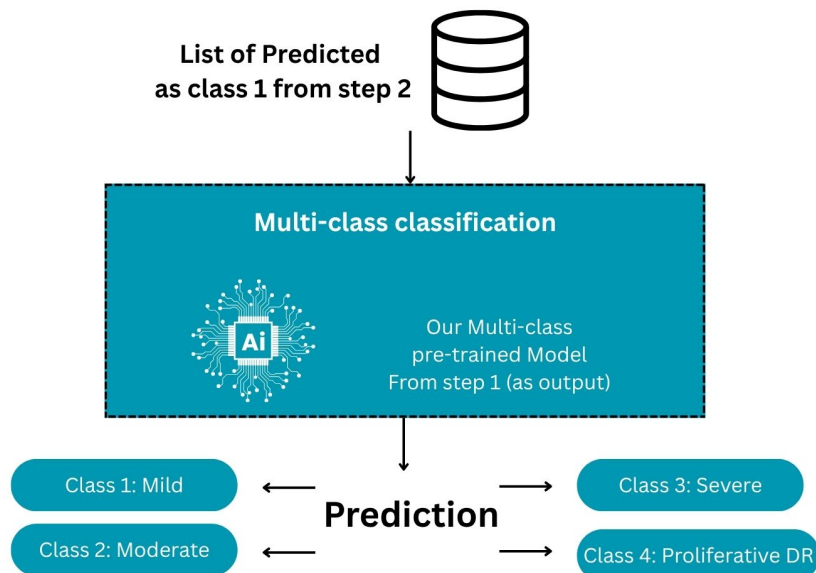 List of Predicted
as class 1 from step 2
Multi-class classification
Ai
Our Multi-class
pre-trained Model
From step 1 (as output)
Class 1: Mild
Class 3: Severe
Prediction
Class 2: Moderate
Class 4: Proliferative DR